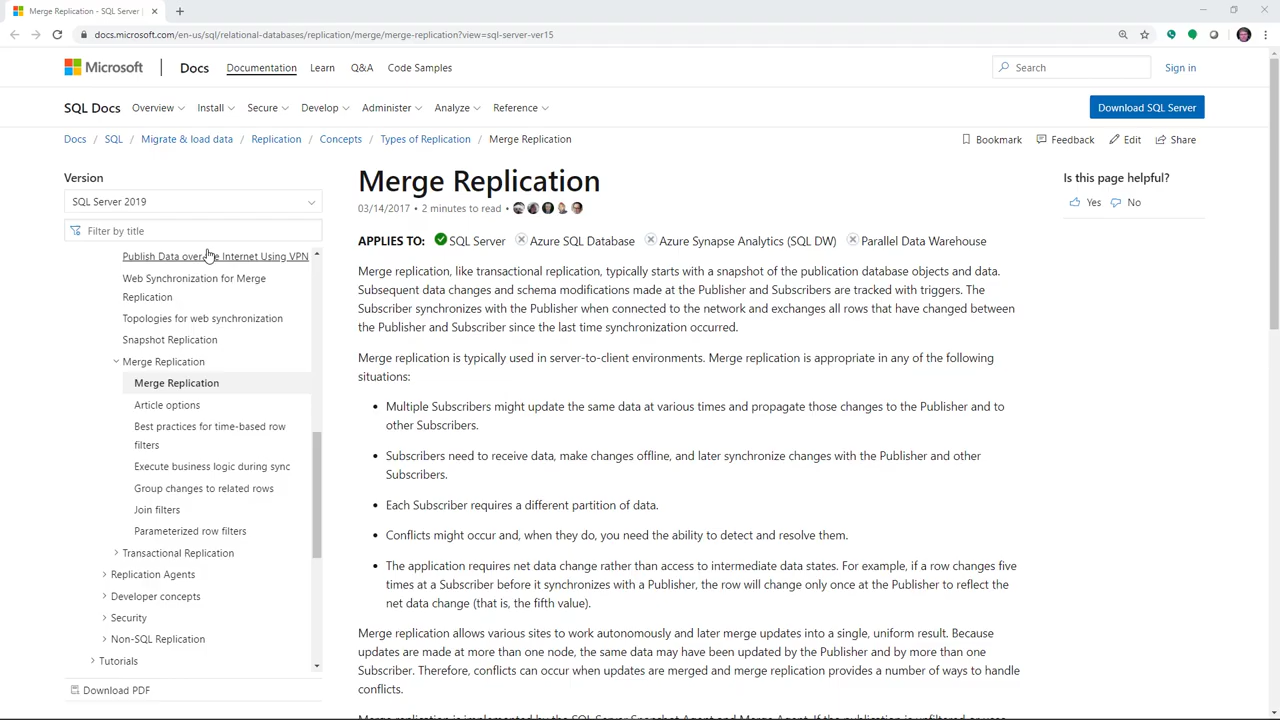 Merge Replication - SQL Server |
docs.microsoft.com/en-us/sql/relational-databases/replication/merge/merge-replication?view=sql-server-ver15
Microsoft
Docs
Documentation
Learn
Q&A
Code Samples
Search
Sign in
SQL Docs
Overview
Install
Secure
Develop
Administer
Analyze
Reference
Download SQL Server
Docs / SQL / Migrate & load data / Replication / Concepts / Types of Replication / Merge Replication
Bookmark
Feedback
Edit
Share
Version
SQL Server 2019
Filter by title
Publish Data over the Internet Using VPN
Web Synchronization for Merge
Replication
Topologies for web synchronization
Snapshot Replication
Merge Replication
Merge Replication
Article options
Best practices for time-based row
filters
Execute business logic during sync
Group changes to related rows
Join filters
Parameterized row filters
Transactional Replication
Replication Agents
Developer concepts
Security
Non-SQL Replication
Tutorials
Download PDF
Merge Replication
03/14/2017 • 2 minutes to read •
APPLIES TO: SQL Server Azure SQL Database Azure Synapse Analytics (SQL DW) Parallel Data Warehouse
Merge replication, like transactional replication, typically starts with a snapshot of the publication database objects and data.
Subsequent data changes and schema modifications made at the Publisher and Subscribers are tracked with triggers. The
Subscriber synchronizes with the Publisher when connected to the network and exchanges all rows that have changed between
the Publisher and Subscriber since the last time synchronization occurred.
Merge replication is typically used in server-to-client environments. Merge replication is appropriate in any of the following
situations:
• Multiple Subscribers might update the same data at various times and propagate those changes to the Publisher and to
other Subscribers.
• Subscribers need to receive data, make changes offline, and later synchronize changes with the Publisher and other
Subscribers.
• Each Subscriber requires a different partition of data.
• Conflicts might occur and, when they do, you need the ability to detect and resolve them.
• The application requires net data change rather than access to intermediate data states. For example, if a row changes five
times at a Subscriber before it synchronizes with a Publisher, the row will change only once at the Publisher to reflect the
net data change (that is, the fifth value).
Merge replication allows various sites to work autonomously and later merge updates into a single, uniform result. Because
updates are made at more than one node, the same data may have been updated by the Publisher and by more than one
Subscriber. Therefore, conflicts can occur when updates are merged and merge replication provides a number of ways to handle
conflicts.
Merge replication is implemented by the SQL Server Snapshot Agent and Merge Agent. If the publication is unfiltered or uses
Is this page helpful?
Yes
No